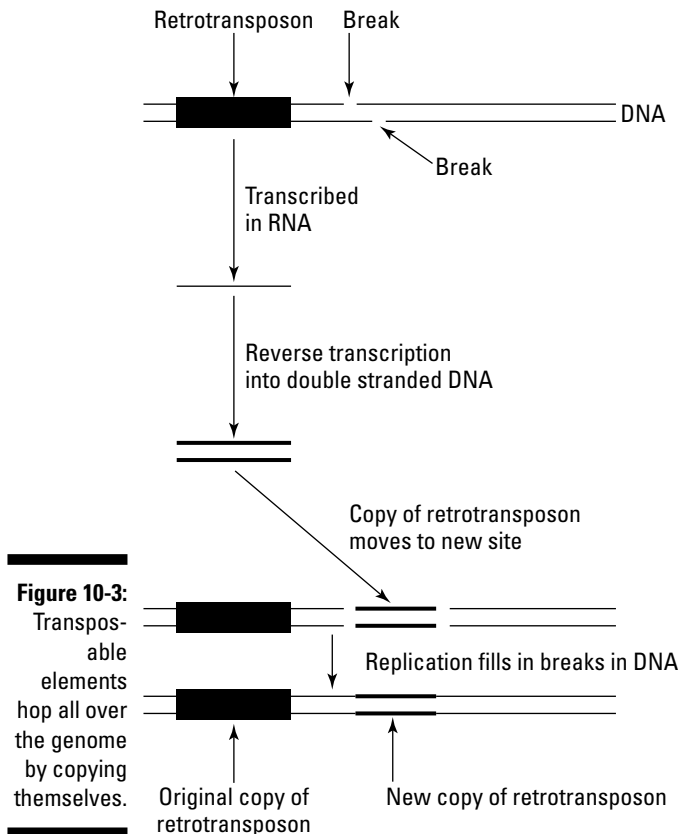 Retrotransposon
Break
DNA
Break
Transcribed
in RNA
Reverse transcription
into double stranded DNA
Copy of retrotransposon
moves to new site
Figure 10-3:
Transpos-
able
elements
hop all over
the genome
by copying
themselves.
Replication fills in breaks in DNA
Original copy of
retrotransposon
New copy of retrotransposon